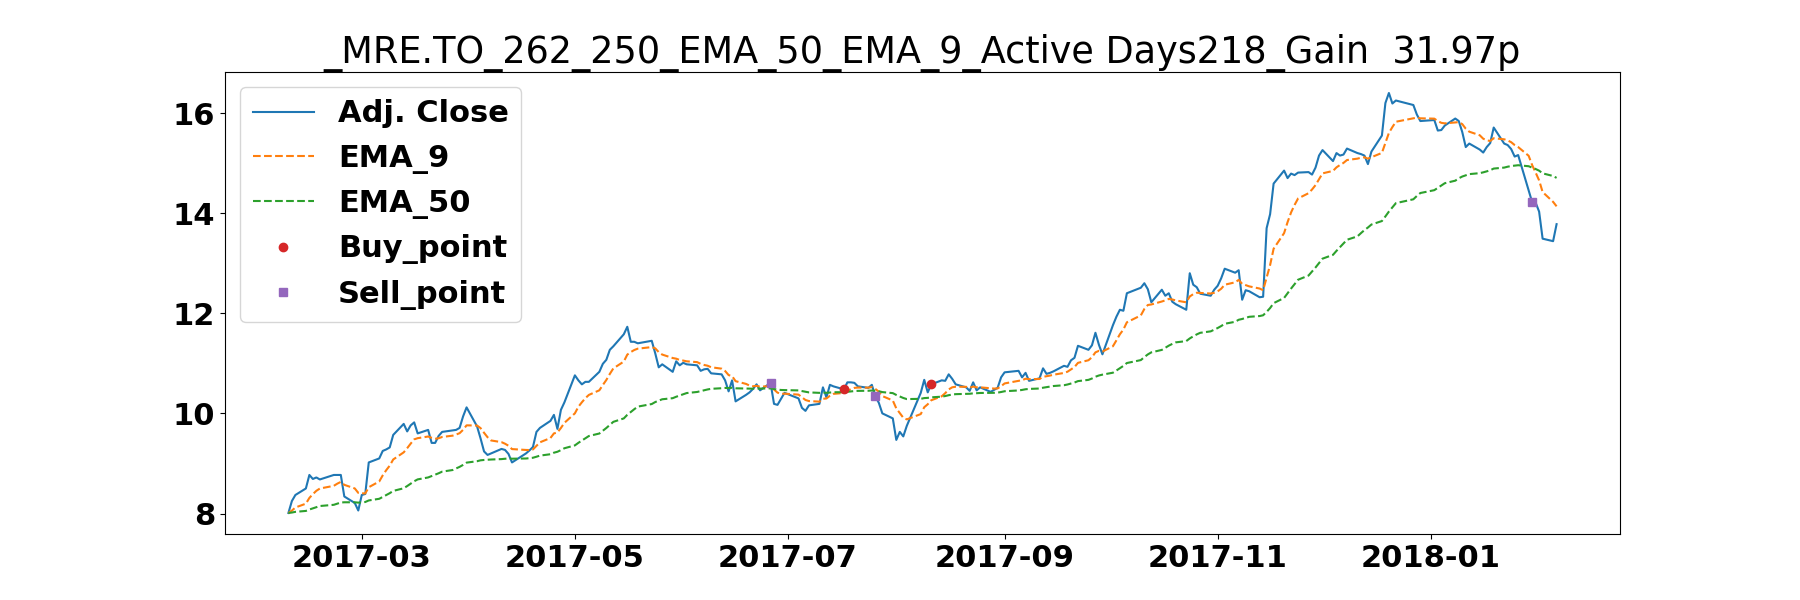 _MRE.TO_262_250_EMA_50_EMA_9_Active Days218_Gain  31.97p
Adj. Close
EMA_9
EMA_50
Buy_point
Sell_point
16
14
12
10
8
2017-03
2017-05
2017-07
2017-09
2017-11
2018-01